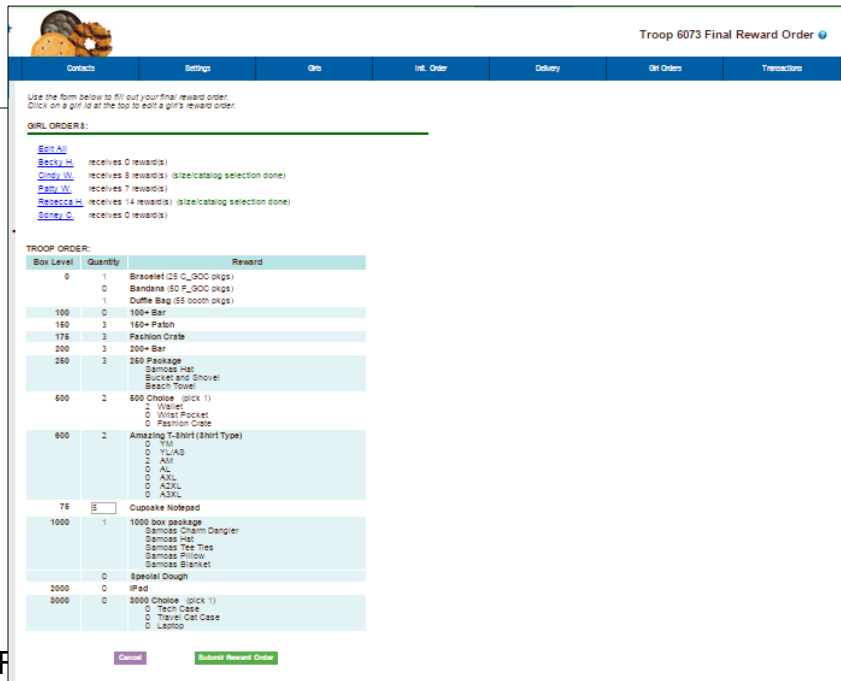 Troop 6073 Final Reward Order
Contacts Settings Girls Init. Order Delivery Girl Orders Transactions
Use the form below to fill out your final reward order.
Click on a girl id at the top to edit a girl's reward order.
GIRL ORDERS:
Edit All
Becky H. receives 0 reward(s)
Cindy W. receives 8 reward(s) (size/catalog selection done)
Patty W. receives 7 reward(s)
Rebecca H. receives 14 reward(s) (size/catalog selection done)
Sdney C. receives 0 reward(s)
TROOP ORDER:
Box Level Quantity Reward
0 1 Bracelet (25 C_GOC pkgs)
0 Bandana (50 F_GOC pkgs)
1 Duffle Bag (55 booth pkgs)
100 0 100+ Bar
150 3 150+ Patch
175 3 Fashion Crate
200 3 200+ Bar
250 3 250 Package
Samoas Hat
Bucket and Shovel
Beach Towel
500 2 500 Choice (pick 1)
2 Wallet
0 Wrist Pocket
0 Fashion Crate
600 2 Amazing T-Shirt (Shirt Type)
0 YM
0 YL/AS
2 AM
0 AL
0 AXL
0 A2XL
0 A3XL
75 5 Cupcake Notepad
1000 1 1000 box package
Samoas Charm Dangler
Samoas Hat
Samoas Tee Ties
Samoas Pillow
Samoas Blanket
0 Special Dough
2000 0 iPad
3000 0 3000 Choice (pick 1)
0 Tech Case
0 Travel Cat Case
0 Laptop
Cancel Submit Reward Order
F